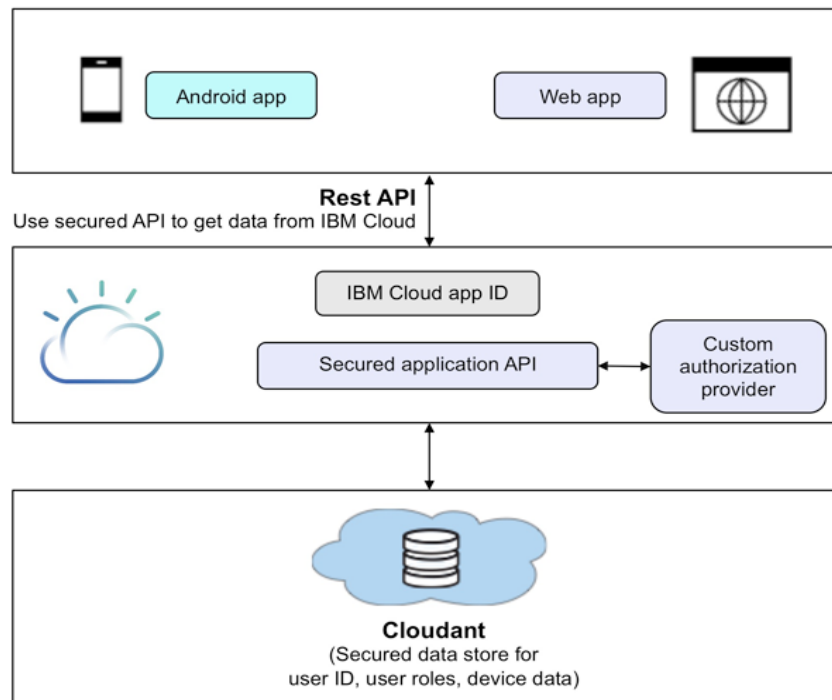 Android app
Web app
Rest API
Use secured API to get data from IBM Cloud
IBM Cloud app ID
Secured application API
Custom
authorization
provider
Cloudant
(Secured data store for
user ID, user roles, device data)